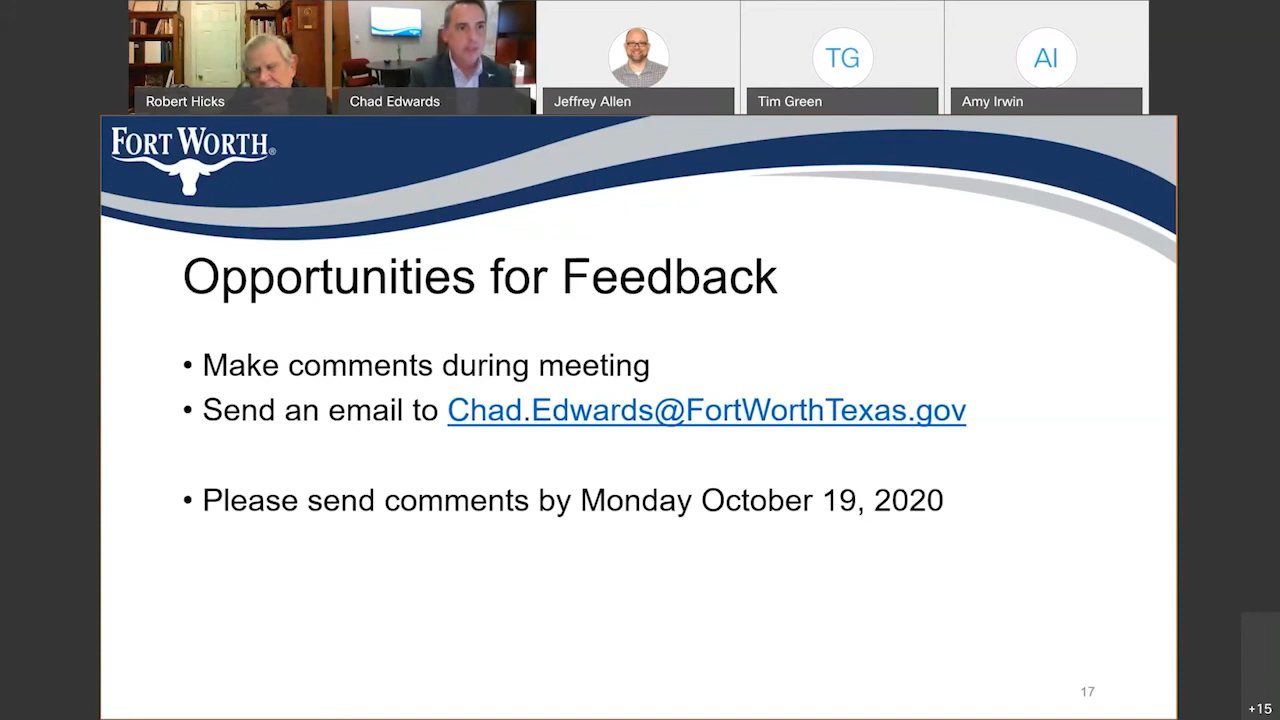 Robert Hicks
Chad Edwards
Jeffrey Allen
TG
Tim Green
AI
Amy Irwin
FORT WORTH®
Opportunities for Feedback
• Make comments during meeting
• Send an email to Chad.Edwards@FortWorthTexas.gov
• Please send comments by Monday October 19, 2020
17
+15